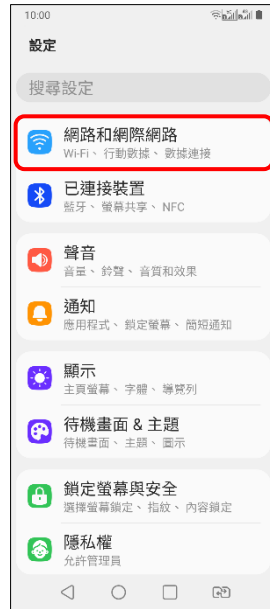 10:00
設定
搜尋設定
網路和網際網路
Wi-Fi、 行動數據、 數據連接
已連接裝置
藍牙、 螢幕共享、 NFC
聲音
音量、 鈴聲、 音質和效果
通知
應用程式、 鎖定螢幕、 簡短通知
顯示
主頁螢幕、 字體、 導覽列
待機畫面 & 主題
待機畫面、 主題、 圖示
鎖定螢幕與安全
選擇螢幕鎖定、 指紋、 內容鎖定
隱私權
允許管理員